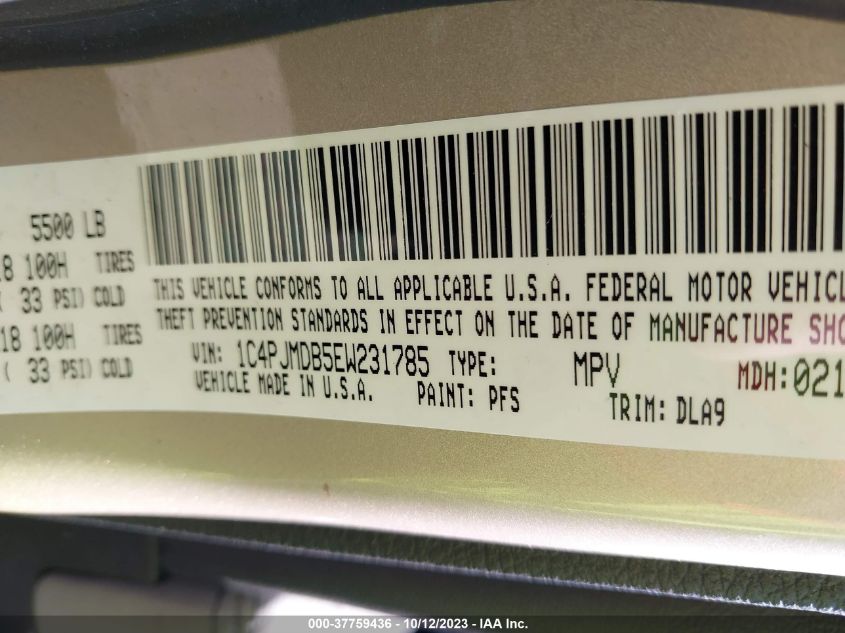 5500 LB
18 100H TIRES
( 33 PSI) COLD
18 100H TIRES
( 33 PSI) COLD
THIS VEHICLE CONFORMS TO ALL APPLICABLE U.S.A. FEDERAL MOTOR VEHICL
THEFT PREVENTION STANDARDS IN EFFECT ON THE DATE OF MANUFACTURE SHO
VIN: 1C4PJMDB5EW231785 TYPE: MPV MDH:021
VEHICLE MADE IN U.S.A. PAINT: PFS TRIM: DLA9
000-37759436 - 10/12/2023 - IAA Inc.